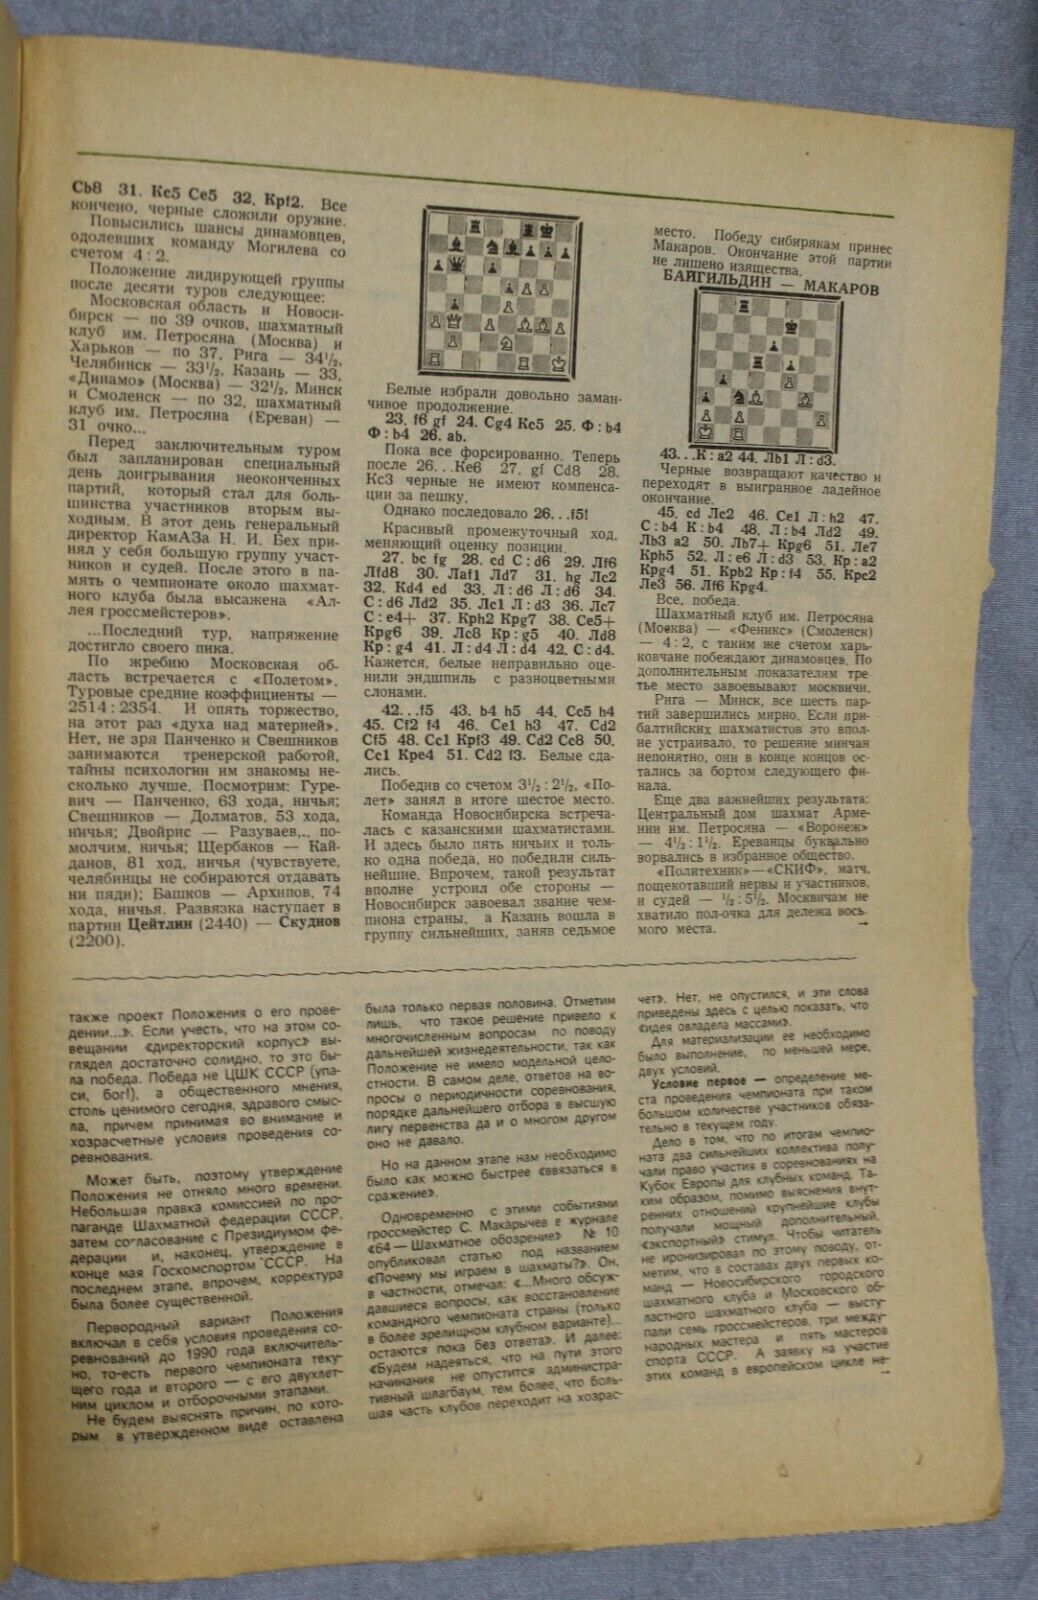 Cb8 31. Kc5 Ce5 32. Kpf2. Все
кончено, черные сложили оружие.
Повысились шансы динамовцев,
одолевших команду Могилева со
счетом 4 : 2.
Положение лидирующей группы
после десяти туров следующее:
Московская область и Новоси-
бирск — по 39 очков, шахматный
клуб им. Петросяна (Москва) и
Харьков — по 37, Рига — 34¹/₂,
Челябинск — 33¹/₂, Казань — 33,
«Динамо» (Москва) — 32¹/₂, Минск
и Смоленск — по 32, шахматный
клуб им. Петросяна (Ереван) —
31 очко...
Перед заключительным туром
был запланирован специальный
день доигрывания неоконченных
партий, который стал для боль-
шинства участников вторым вы-
ходным. В этот день генеральный
директор КамАЗа Н. И. Бех при-
нял у себя большую группу участ-
ников и судей. После этого в па-
мять о чемпионате около шахмат-
ного клуба была высажена «Ал-
лея гроссмейстеров».
...Последний тур, напряжение
достигло своего пика.
По жребию Московская об-
ласть встречается с «Полетом».
Туровые средние коэффициенты —
2514 : 2354. И опять торжество,
на этот раз «духа над материей».
Нет, не зря Панченко и Свешников
занимаются тренерской работой,
тайны психологии им знакомы не-
сколько лучше. Посмотрим: Гуре-
вич — Панченко, 63 хода, ничья;
Свешников — Долматов, 53 хода,
ничья; Двойрис — Разуваев,.. по-
молчим, ничья; Щербаков — Кай-
данов, 81 ход, ничья (чувствуете,
челябинцы не собираются отдавать
ни пяди); Башков — Архипов, 74
хода, ничья. Развязка наступает в
партии Цейтлин (2440) — Скуднов
(2200).
Белые избрали довольно заман-
чивое продолжение.
23. f6 gf 24. Cg4 Kc5 25. Ф : b4
Ф : b4 26. ab.
Пока все форсированно. Теперь
после 26...Ke6 27. gf Cd8 28.
Kc3 черные не имеют компенса-
ции за пешку.
Однако последовало 26...f5!
Красивый промежуточный ход,
меняющий оценку позиции.
27. bc fg 28. cd C : d6 29. Лf6
Лfd8 30. Лaf1 Лd7 31. hg Лc2
32. Kd4 ed 33. Л : d6 Л : d6 34.
C : d6 Лd2 35. Лc1 Л : d3 36. Лc7
C : e4+ 37. Kph2 Kpg7 38. Ce5+
Kpg6 39. Лc8 Kp : g5 40. Лd8
Kp : g4 41. Л : d4 Л : d4 42. C : d4.
Кажется, белые неправильно оце-
нили эндшпиль с разноцветными
слонами.
42...f5 43. b4 h5 44. Cc5 h4
45. Cf2 f4 46. Ce1 h3 47. Cd2
Cf5 48. Cc1 Kpf3 49. Cd2 Cc8 50.
Cc1 Kpe4 51. Cd2 f3. Белые сда-
лись.
Победив со счетом 3¹/₂ : 2¹/₂, «По-
лет» занял в итоге шестое место.
Команда Новосибирска встреча-
лась с казанскими шахматистами.
И здесь было пять ничьих и толь-
ко одна победа, но победили силь-
нейшие. Впрочем, такой результат
вполне устроил обе стороны —
Новосибирск завоевал звание чем-
пиона страны, а Казань вошла в
группу сильнейших, заняв седьмое
место. Победу сибирякам принес
Макаров. Окончание этой партии
не лишено изящества.
БАЙГИЛЬДИН — МАКАРОВ
43...К : a2 44. Лb1 Л : d3.
Черные возвращают качество и
переходят в выигранное ладейное
окончание.
45. cd Лc2 46. Ce1 Л : h2 47.
C : b4 K : b4 48. Л : b4 Лd2 49.
Лb3 a2 50. Лb7+ Kpg6 51. Лe7
Kph5 52. Л : e6 Л : d3 53. Kp : a2
Kpg4 51. Kpb2 Kp : f4 55. Kpc2
Лe3 56. Лf6 Kpg4.
Все, победа.
Шахматный клуб им. Петросяна
(Москва) — «Феникс» (Смоленск)
— 4 : 2, с таким же счетом харь-
ковчане побеждают динамовцев. По
дополнительным показателям тре-
тье место завоевывают москвичи.
Рига — Минск, все шесть пар-
тий завершились мирно. Если при-
балтийских шахматистов это впол-
не устраивало, то решение минчан
непонятно, они в конце концов ос-
тались за бортом следующего фи-
нала.
Еще два важнейших результата:
Центральный дом шахмат Арме-
нии им. Петросяна — «Воронеж»
— 4¹/₂ : 1¹/₂. Ереванцы буквально
ворвались в избранное общество.
«Политехник»—«СКИФ», матч,
пощекотавший нервы и участников,
и судей — ¹/₂ : 5¹/₂. Москвичам не
хватило пол-очка для дележа вось
мого места.
также проект Положения о его прове-
дении...». Если учесть, что на этом со-
вещании «директорский корпус» вы-
глядел достаточно солидно, то это бы-
ла победа. Победа не ЦШК СССР (упа-
си, бог!), а общественного мнения,
столь ценимого сегодня, здравого смыс-
ла, причем принимая во внимание и
хозрасчетные условия проведения со-
ревнования.
Может быть, поэтому утверждение
Положения не отняло много времени.
Небольшая правка комиссией по про-
паганде Шахматной федерации СССР,
затем согласование с Президиумом фе-
дерации и, наконец, утверждение в
конце мая Госкомспортом СССР. На
последнем этапе, впрочем, корректура
была более существенной.
Первородный вариант Положения
включал в себя условия проведения со-
ревнований до 1990 года включитель-
но, то-есть первого чемпионата теку-
щего года и второго — с его двухлет-
ним циклом и отборочными этапами.
Не будем выяснять причин, по кото-
рым в утвержденном виде оставлена
была только первая половина. Отметим
лишь, что такое решение привело к
многочисленным вопросам по поводу
дальнейшей жизнедеятельности, так как
Положение не имело модельной цело-
стности. В самом деле, ответов на во-
просы о периодичности соревнования,
порядке дальнейшего отбора в высшую
лигу первенства да и о многом другом
оно не давало.
Но на данном этапе нам необходимо
было как можно быстрее «ввязаться в
сражение».
Одновременно с этими событиями
гроссмейстер С. Макарычев в журнале
«64 — Шахматное обозрение» № 10
опубликовал статью под названием
«Почему мы играем в шахматы?». Он,
в частности, отмечал: «...Много обсуж-
давшиеся вопросы, как восстановление
командного чемпионата страны (только
в более зрелищном клубном варианте)...
остаются пока без ответа». И далее:
«Будем надеяться, что на пути этого
начинания не опустится администра-
тивный шлагбаум, тем более, что боль-
шая часть клубов переходит на хозрас-
чет». Нет, не опустился, и эти слова
приведены здесь с целью показать, что
«идея овладела массами».
Для материализации ее необходимо
было выполнение, по меньшей мере,
двух условий.
Условие первое — определение ме-
ста проведения чемпионата при таком
большом количестве участников обяза-
тельно в текущем году.
Дело в том, что по итогам чемпио-
ната два сильнейших коллектива полу-
чали право участия в соревнованиях на
Кубок Европы для клубных команд. Та-
ким образом, помимо выяснения внут-
ренних отношений крупнейшие клубы
получали мощный дополнительный,
«экспортный» стимул. Чтобы читатель
не иронизировал по этому поводу, от-
метим, что в составах двух первых ко-
манд — Новосибирского городского
шахматного клуба и Московского об-
ластного шахматного клуба — высту-
пали семь гроссмейстеров, три между-
народных мастера и пять мастеров
спорта СССР. А заявку на участие
этих команд в европейском цикле не-